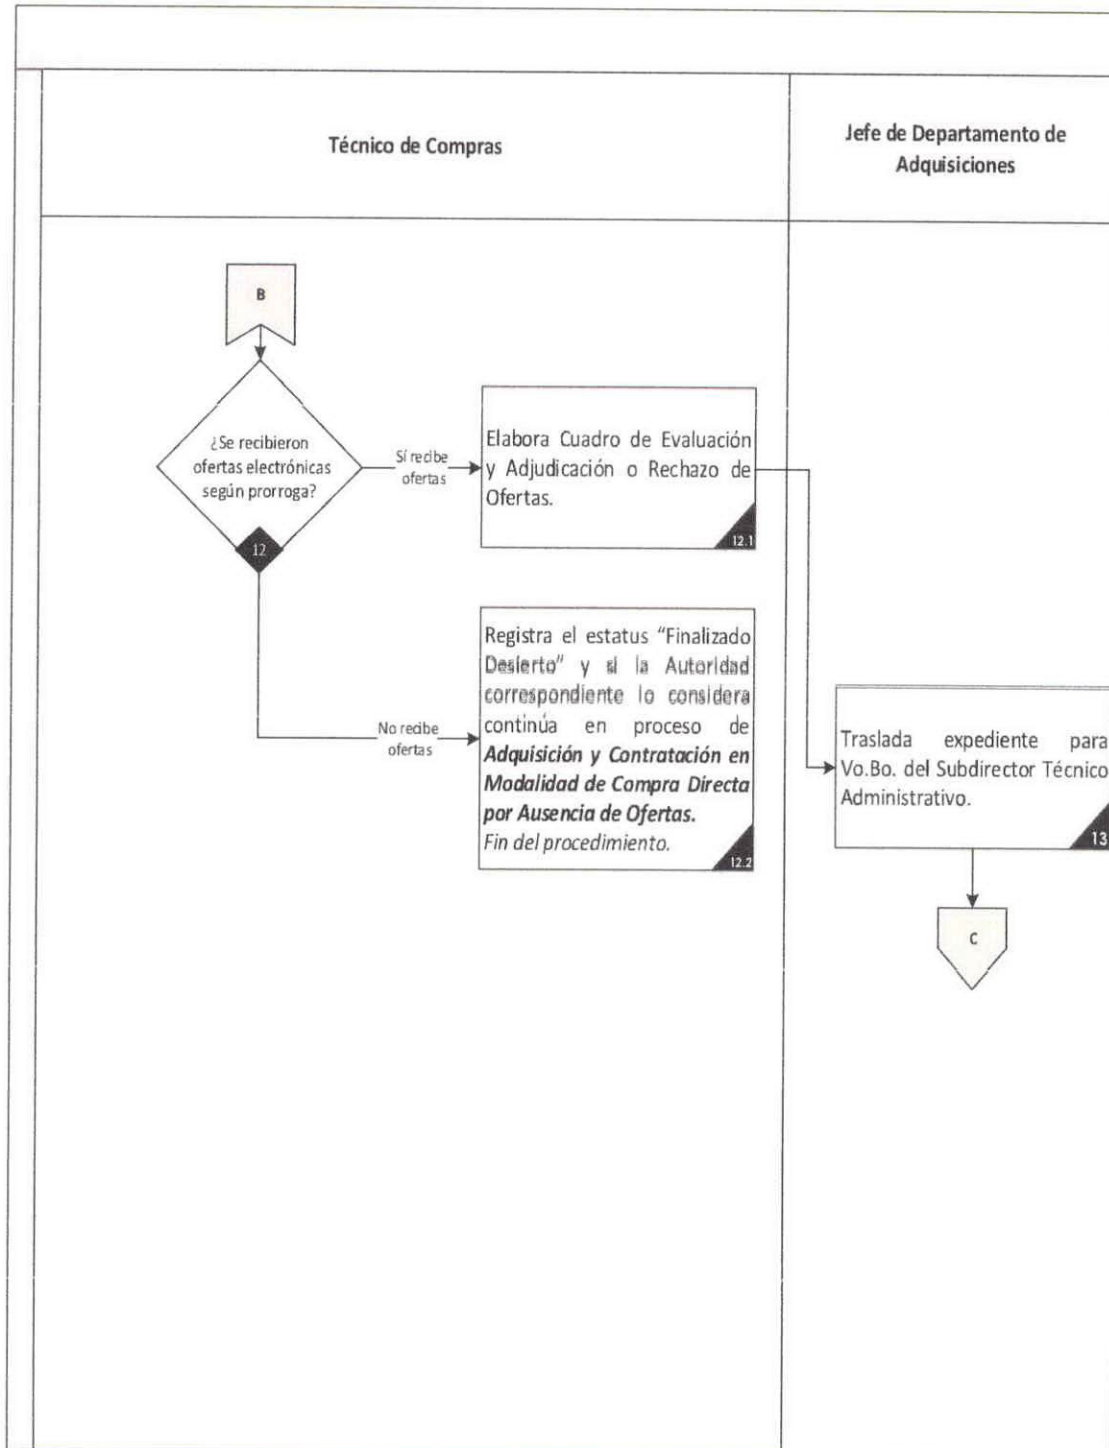 Técnico de Compras
Jefe de Departamento de
Adquisiciones
B
¿Se recibieron
ofertas electrónicas
según prorroga?
12
Sí recibe
ofertas
Elabora Cuadro de Evaluación
y Adjudicación o Rechazo de
Ofertas.
12.1
No recibe
ofertas
Registra el estatus “Finalizado
Desierto” y si la Autoridad
correspondiente lo considera
continúa en proceso de
Adquisición y Contratación en
Modalidad de Compra Directa
por Ausencia de Ofertas.
Fin del procedimiento.
12.2
Traslada expediente para
Vo.Bo. del Subdirector Técnico
Administrativo.
13
C